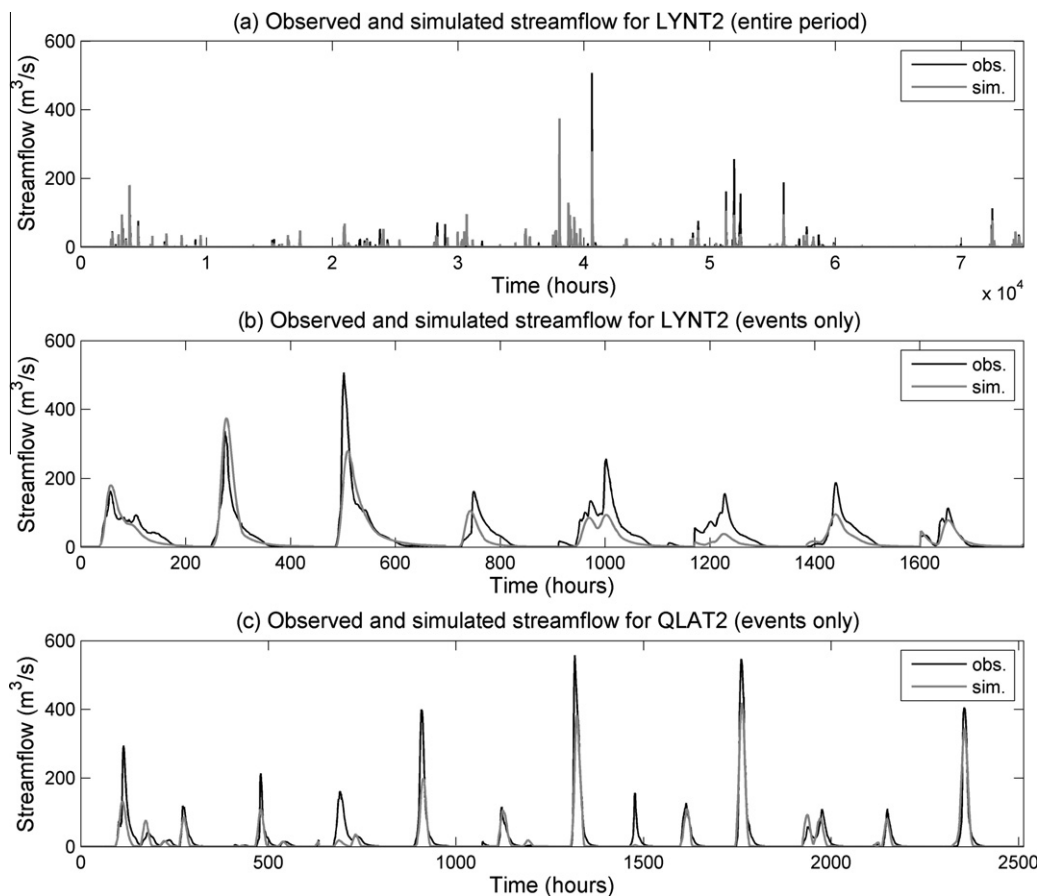 (a) Observed and simulated streamflow for LYNT2 (entire period)
600
400
200
0
Streamflow (m³/s)
obs.
sim.
0 1 2 3 4 5 6 7
Time (hours)
x 10⁴
(b) Observed and simulated streamflow for LYNT2 (events only)
600
400
200
0
Streamflow (m³/s)
obs.
sim.
0 200 400 600 800 1000 1200 1400 1600
Time (hours)
(c) Observed and simulated streamflow for QLAT2 (events only)
600
400
200
0
Streamflow (m³/s)
obs.
sim.
0 500 1000 1500 2000 2500
Time (hours)